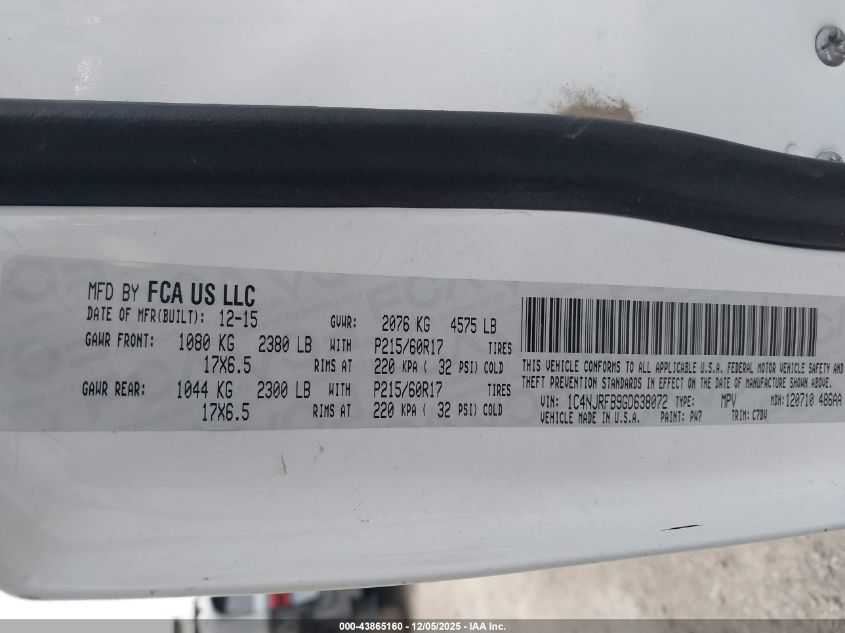 MFD BY FCA US LLC
DATE OF MFR(BUILT): 12-15 GVWR: 2076 KG 4575 LB
GAWR FRONT: 1080 KG 2380 LB WITH P215/60R17 TIRES
17X6.5 RIMS AT 220 KPA ( 32 PSI) COLD
GAWR REAR: 1044 KG 2300 LB WITH P215/60R17 TIRES
17X6.5 RIMS AT 220 KPA ( 32 PSI) COLD
THIS VEHICLE CONFORMS TO ALL APPLICABLE U.S.A. FEDERAL MOTOR VEHICLE SAFETY AND
THEFT PREVENTION STANDARDS IN EFFECT ON THE DATE OF MANUFACTURE SHOWN ABOVE.
VIN: 1C4NJRFB9GD638072 TYPE: MPV MDH: 120710 486AA
VEHICLE MADE IN U.S.A. PAINT: PW7 TRIM: C7DV
000-43865160 - 12/05/2025 - IAA Inc.